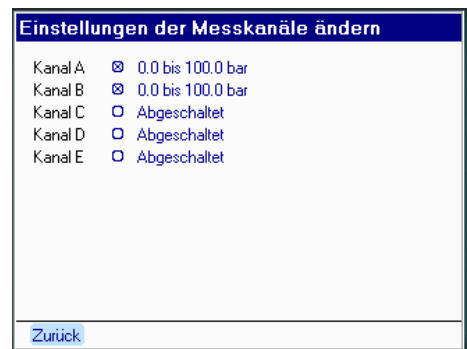 Einstellungen der Messkanäle ändern
Kanal A ⊗ 0.0 bis 100.0 bar
Kanal B ⊗ 0.0 bis 100.0 bar
Kanal C O Abgeschaltet
Kanal D O Abgeschaltet
Kanal E O Abgeschaltet
Zurück